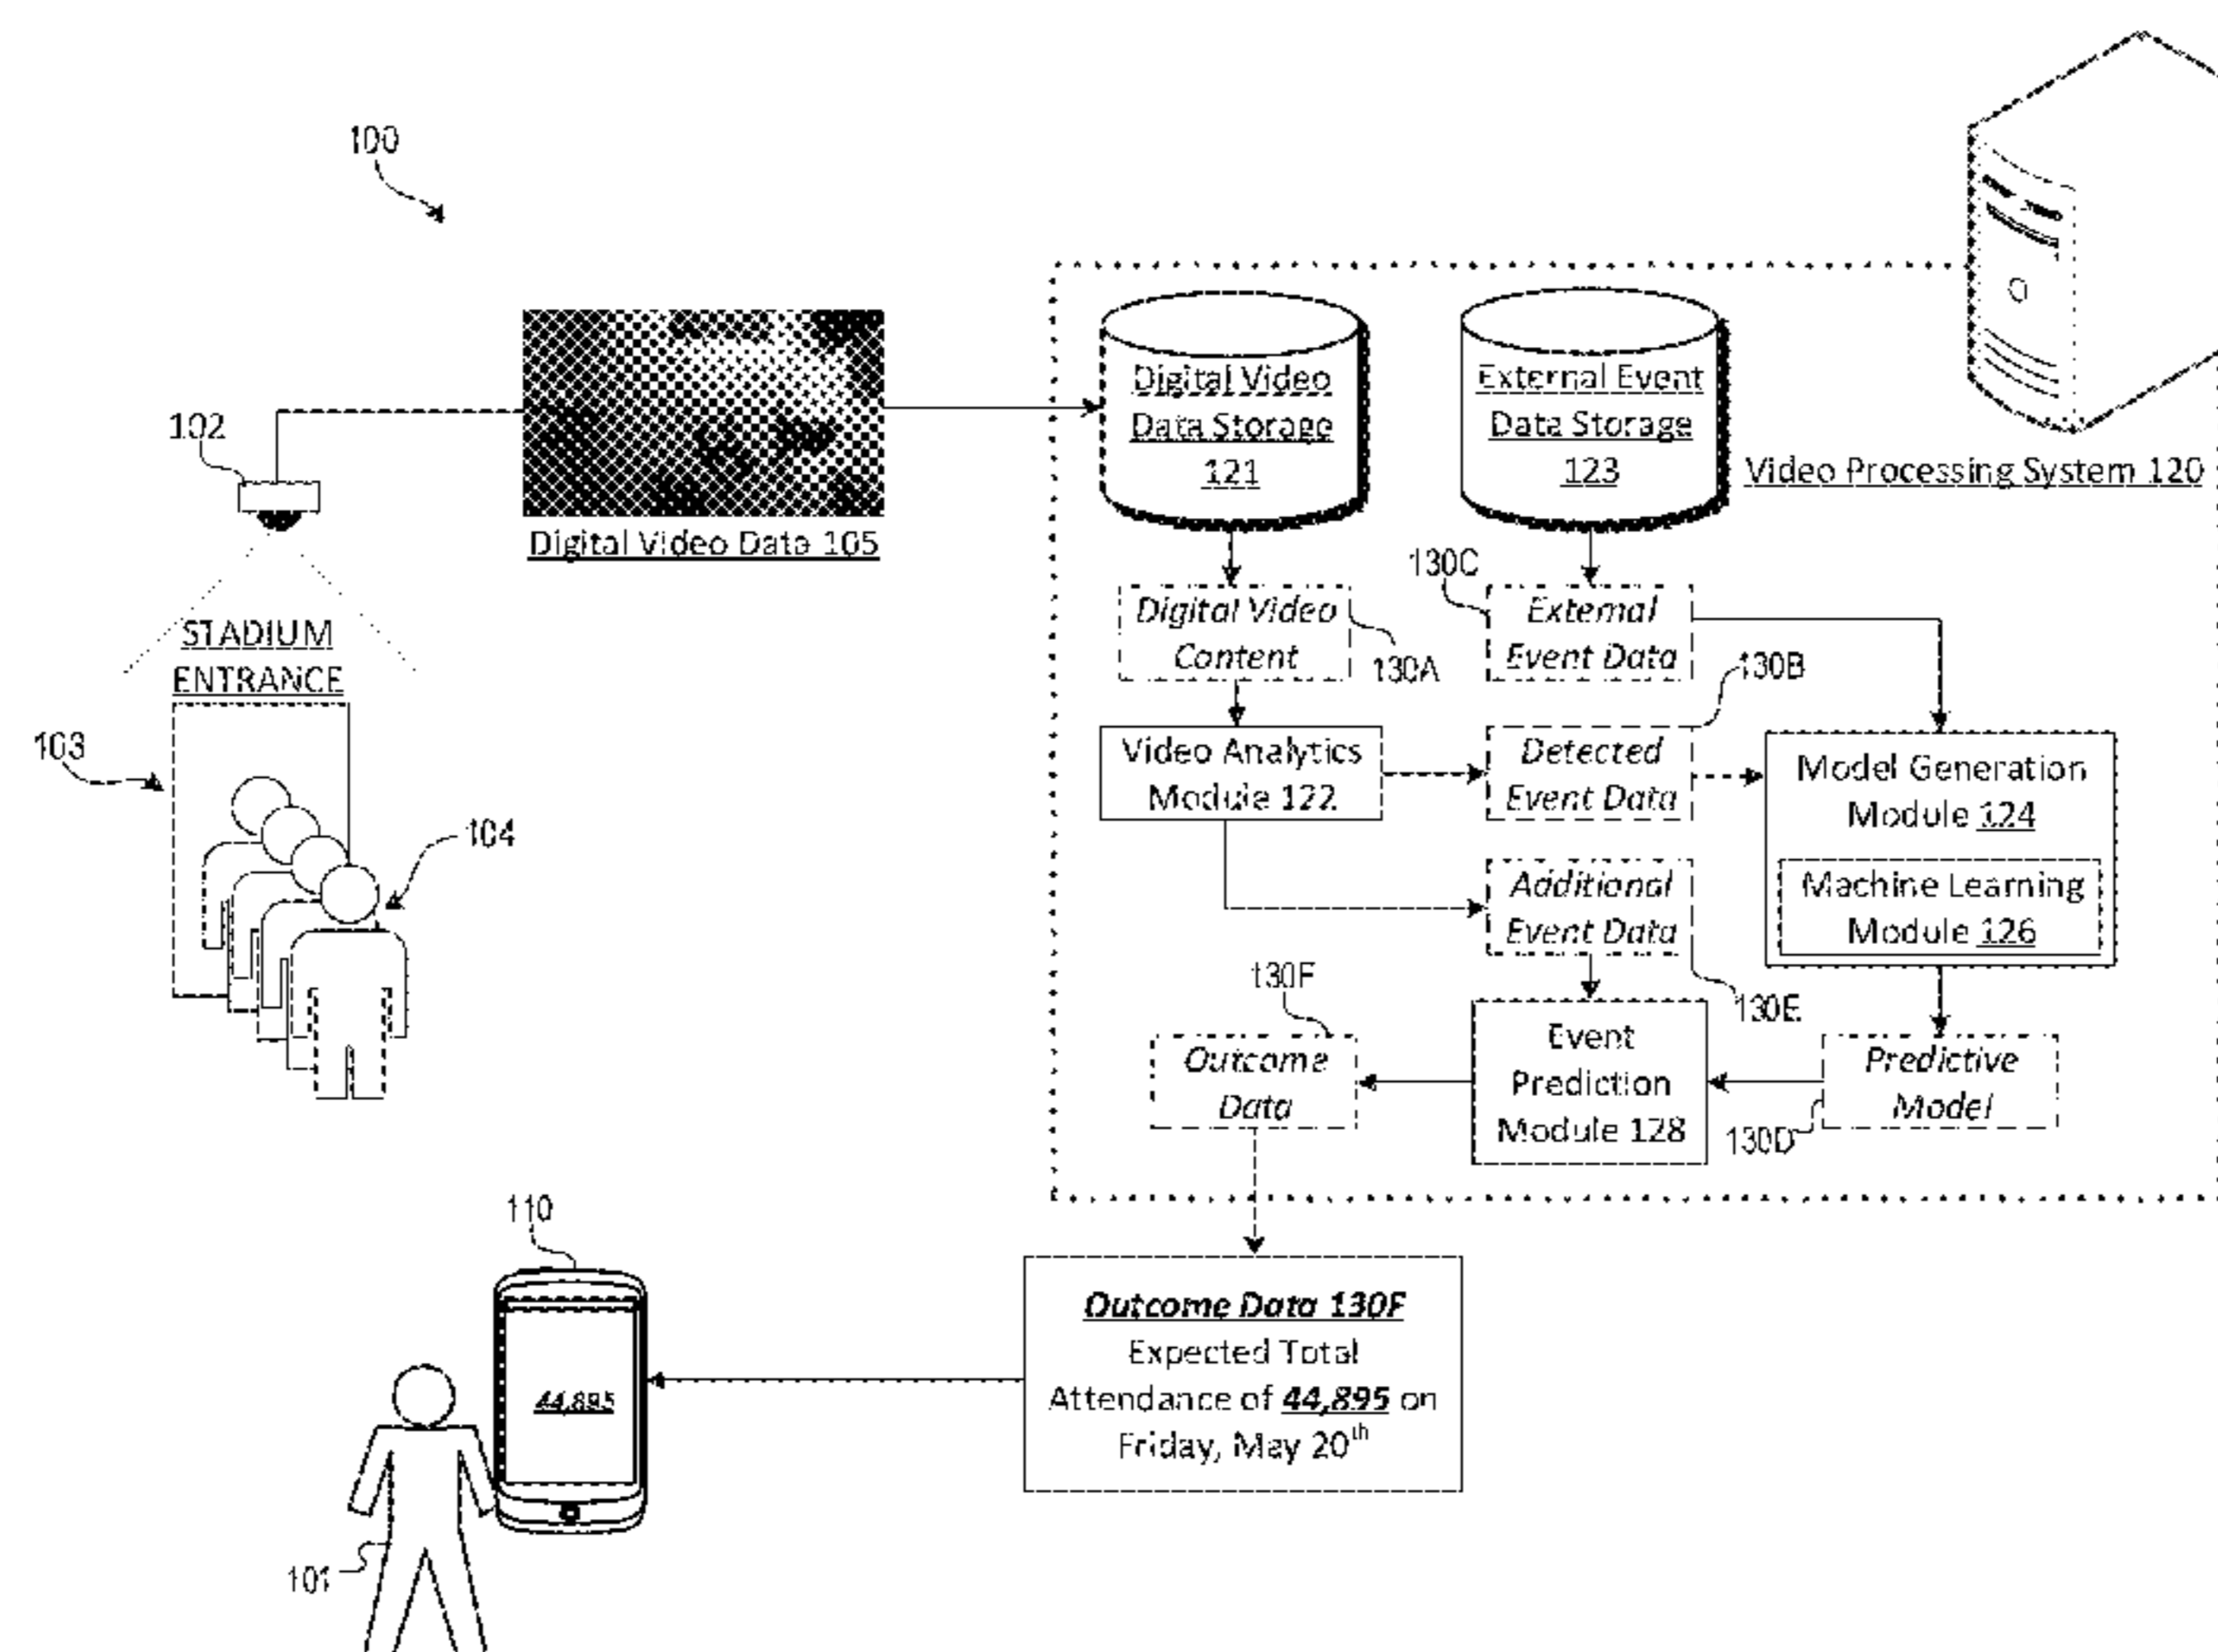 100
Digital Video
Data Storage
121
External Event
Data Storage
123
Video Processing System 120
102
Digital Video Data 105
STADIUM
ENTRANCE
103
104
130C
Digital Video
Content
130A
External
Event Data
130B
Video Analytics
Module 122
Detected
Event Data
Model Generation
Module 124
Machine Learning
Module 126
Additional
Event Data
130E
130F
Outcome
Data
Event
Prediction
Module 128
Predictive
Model
130D
110
44,895
101
Outcome Data 130F
Expected Total
Attendance of 44,895 on
Friday, May 20th